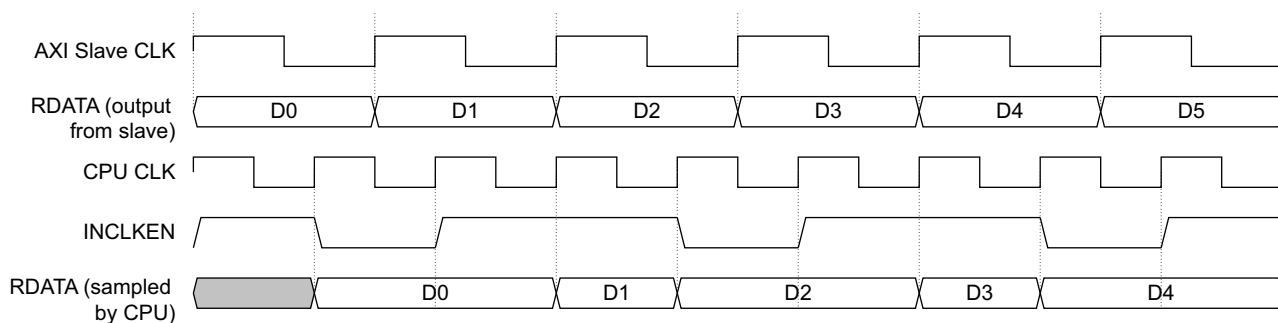 AXI Slave CLK
RDATA (output
from slave)
D0 D1 D2 D3 D4 D5
CPU CLK
INCLKEN
RDATA (sampled
by CPU)
D0 D1 D2 D3 D4